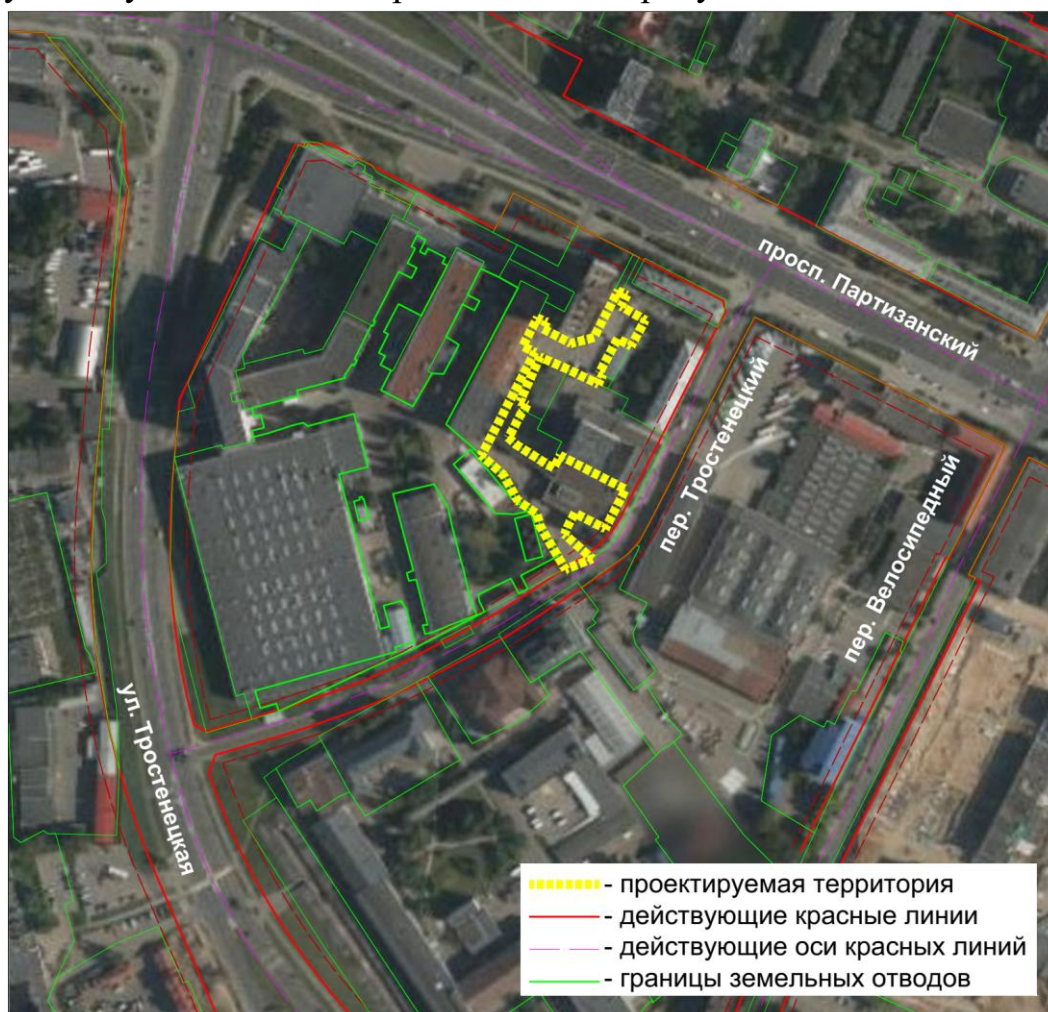 просп. Партизанский
пер. Тростенецкий
пер. Велосипедный
ул. Тростенецкая
- проектируемая территория
- действующие красные линии
- действующие оси красных линий
- границы земельных отводов